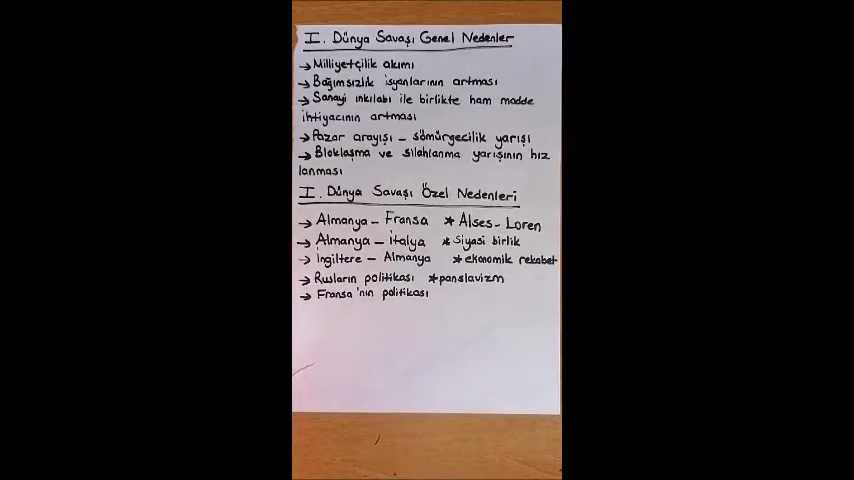 I. Dünya Savaşı Genel Nedenler
→ Milliyetçilik akımı
→ Bağımsızlık isyanlarının artması
→ Sanayi inkılabı ile birlikte ham madde
ihtiyacının artması
→ Pazar arayışı - sömürgecilik yarışı
→ Bloklaşma ve silahlanma yarışının hız
lanması
I. Dünya Savaşı Özel Nedenleri
→ Almanya - Fransa * Alses - Loren
→ Almanya - İtalya * siyasi birlik
→ İngiltere - Almanya * ekonomik rekabet
→ Rusların politikası * panslavizm
→ Fransa'nın politikası